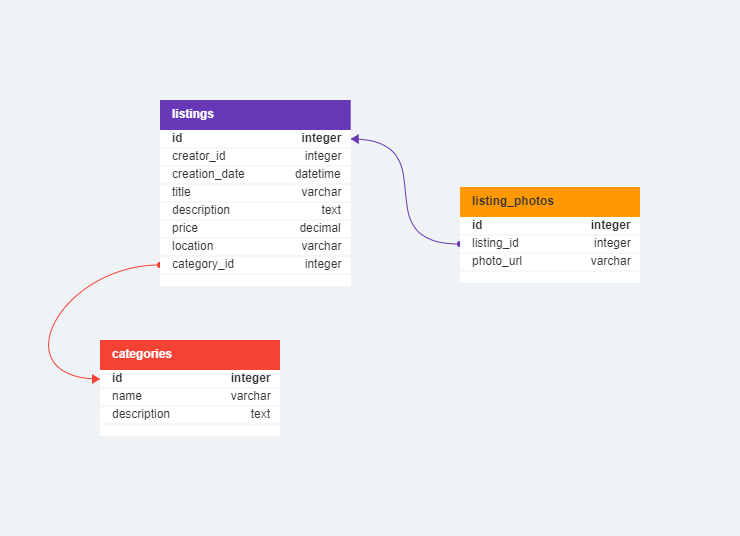 listings
id integer
creator_id integer
creation_date datetime
title varchar
description text
price decimal
location varchar
category_id integer
listing_photos
id integer
listing_id integer
photo_url varchar
categories
id integer
name varchar
description text